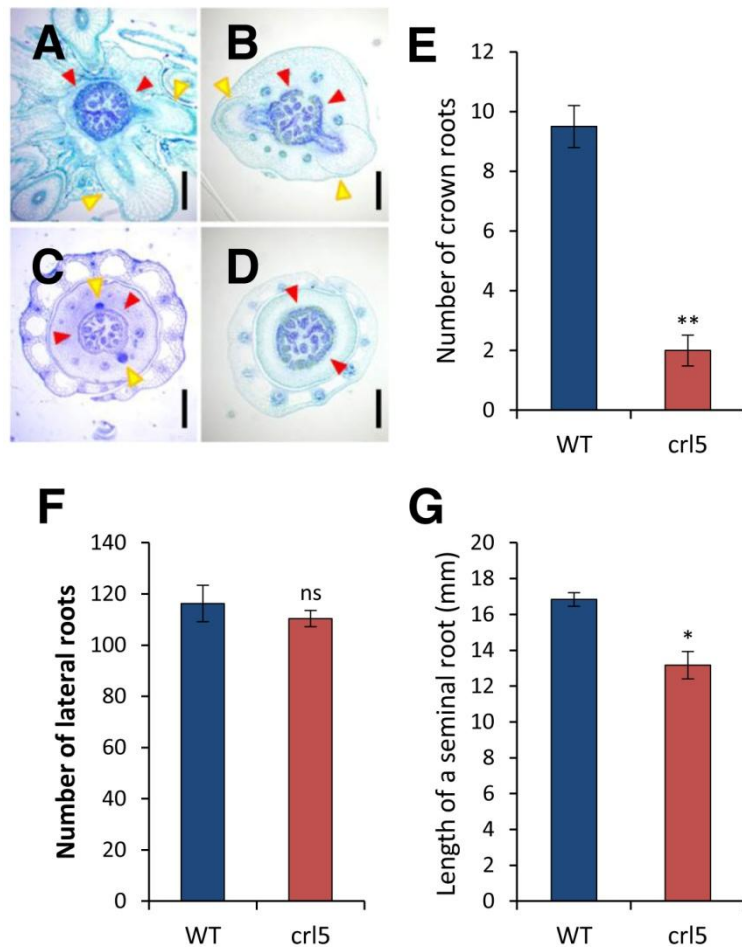 A
B
C
D
E
Number of crown roots
12
10
8
6
4
2
0
**
WT
crl5
F
Number of lateral roots
140
120
100
80
60
40
20
0
ns
WT
crl5
G
Length of a seminal root (mm)
20
18
16
14
12
10
8
6
4
2
0
*
WT
crl5